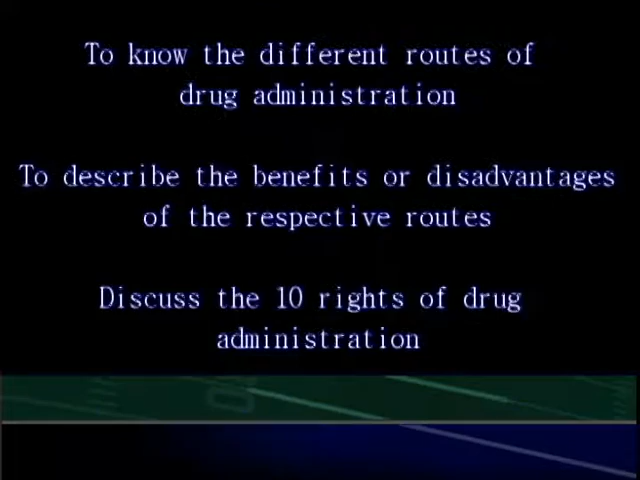 To know the different routes of
drug administration
To describe the benefits or disadvantages
of the respective routes
Discuss the 10 rights of drug
administration